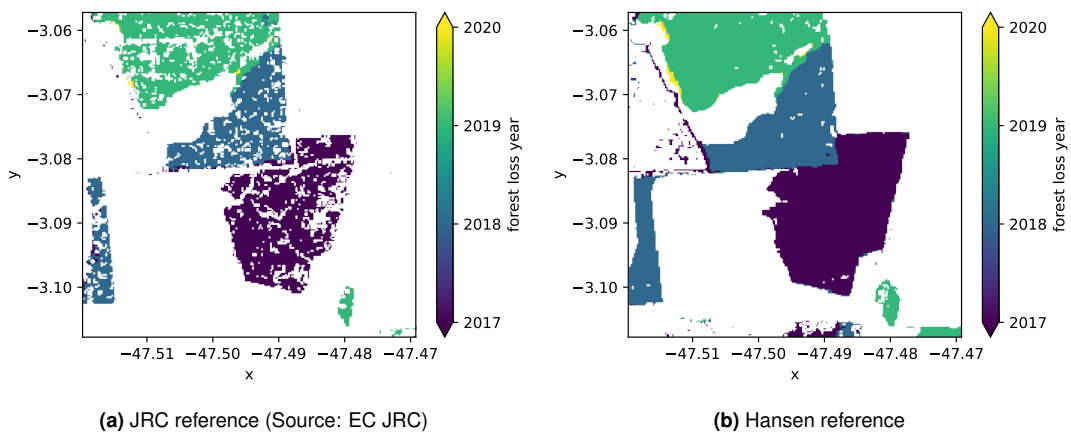 −3.06
−3.07
−3.08
−3.09
−3.10
y
−47.51 −47.50 −47.49 −47.48 −47.47
x
2020
2019
2018
2017
forest loss year
(a) JRC reference (Source: EC JRC)
−3.06
−3.07
−3.08
−3.09
−3.10
y
−47.51 −47.50 −47.49 −47.48 −47.47
x
2020
2019
2018
2017
forest loss year
(b) Hansen reference